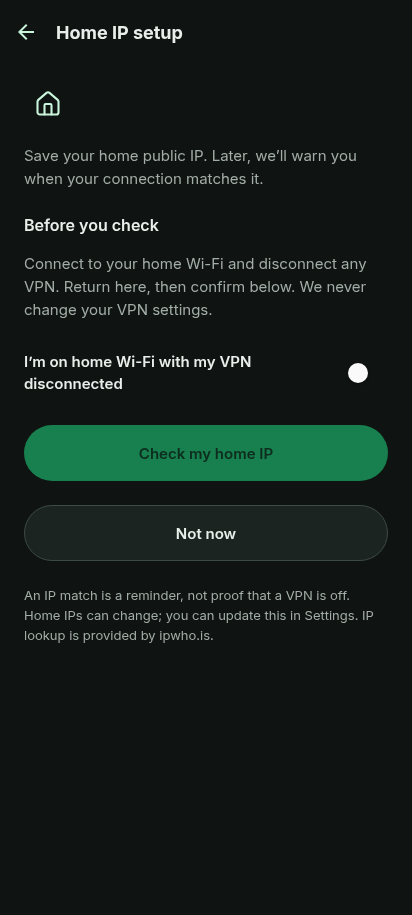 Home IP setup
Save your home public IP. Later, we’ll warn you
when your connection matches it.
Before you check
Connect to your home Wi-Fi and disconnect any
VPN. Return here, then confirm below. We never
change your VPN settings.
I’m on home Wi-Fi with my VPN
disconnected
Check my home IP
Not now
An IP match is a reminder, not proof that a VPN is off.
Home IPs can change; you can update this in Settings. IP
lookup is provided by ipwho.is.